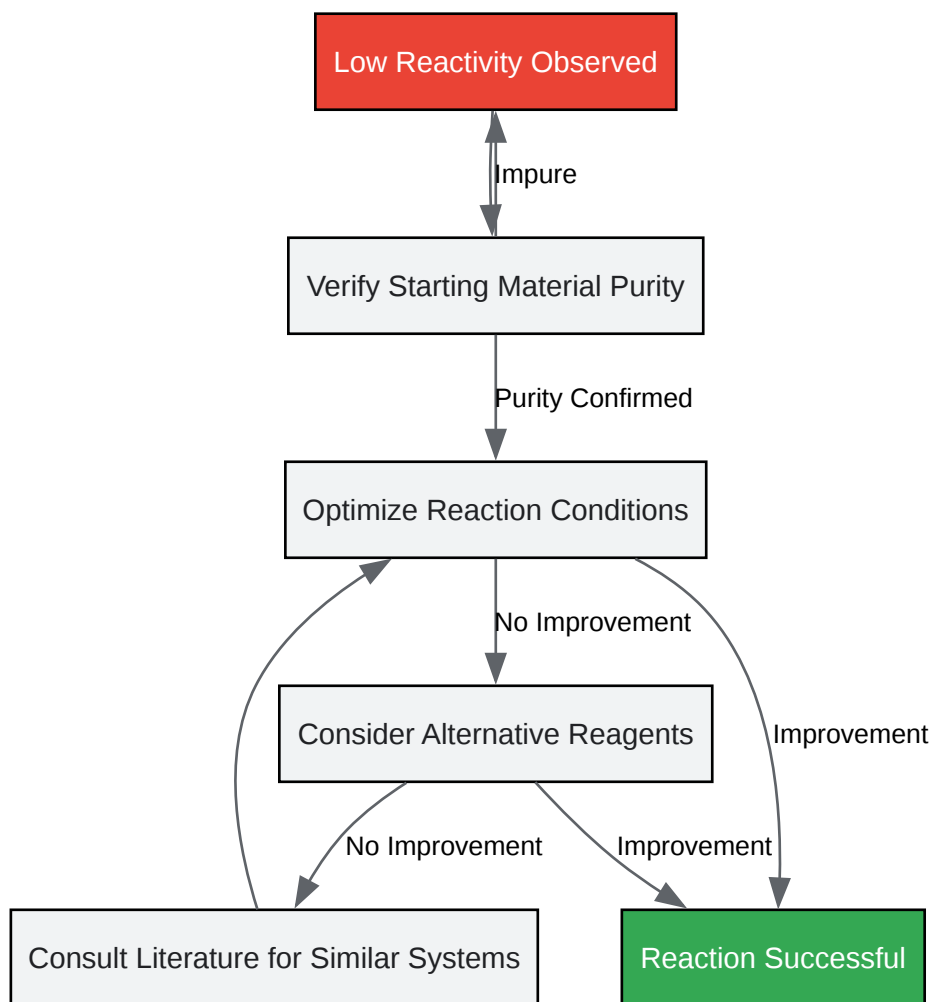 Low Reactivity Observed
Impure
Verify Starting Material Purity
Purity Confirmed
Optimize Reaction Conditions
No Improvement
Consider Alternative Reagents
Improvement
No Improvement
Improvement
Consult Literature for Similar Systems
Reaction Successful